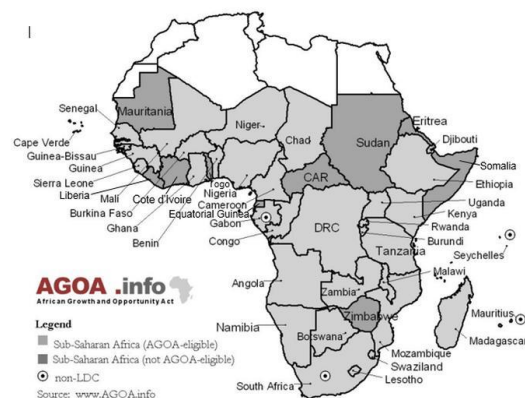 Senegal
Mauritania
Cape Verde
Niger
Chad
Sudan
Eritrea
Djibouti
Guinea-Bissau
Guinea
Somalia
Sierra Leone
Togo
CAR
Ethiopia
Liberia
Nigeria
Mali
Cote d'Ivoire
Cameroon
Uganda
Burkina Faso
Equatorial Guinea
Kenya
Ghana
Gabon
Rwanda
Benin
Congo
DRC
Burundi
Tanzania
Seychelles
Angola
Malawi
Zambia
Zimbabwe
Mauritius
Namibia
Botswana
Madagascar
Mozambique
Swaziland
South Africa
Lesotho
AGOA.info
African Growth and Opportunity Act
Legend
Sub-Saharan Africa (AGOA-eligible)
Sub-Saharan Africa (not AGOA-eligible)
non-LDC
Source: www.AGOA.info